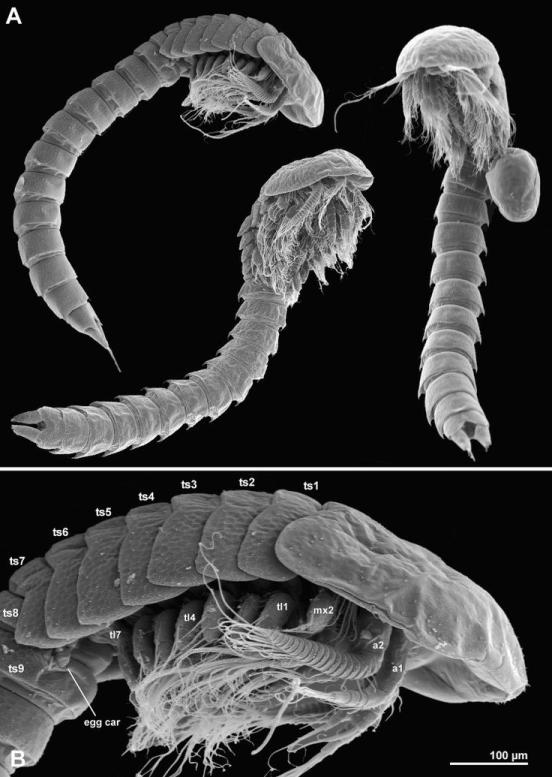 A
ts1
ts2
ts3
ts4
ts5
ts6
ts7
ts8
ts9
tl7
tl4
tl1
mx2
a2
a1
egg car
B
100 µm